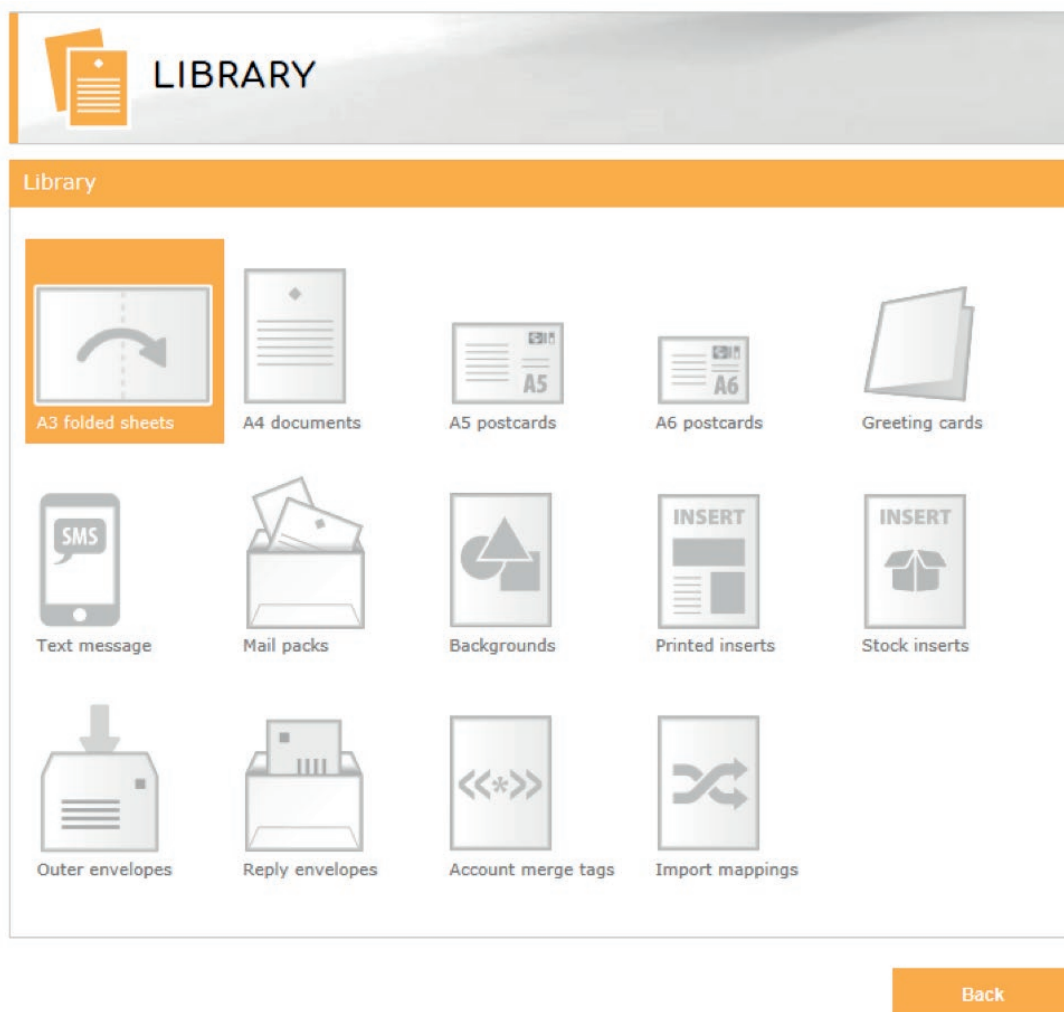 LIBRARY
Library
A3 folded sheets
A4 documents
A5
A5 postcards
A6
A6 postcards
Greeting cards
SMS
Text message
Mail packs
Backgrounds
INSERT
Printed inserts
INSERT
Stock inserts
Outer envelopes
Reply envelopes
<<*>>
Account merge tags
Import mappings
Back